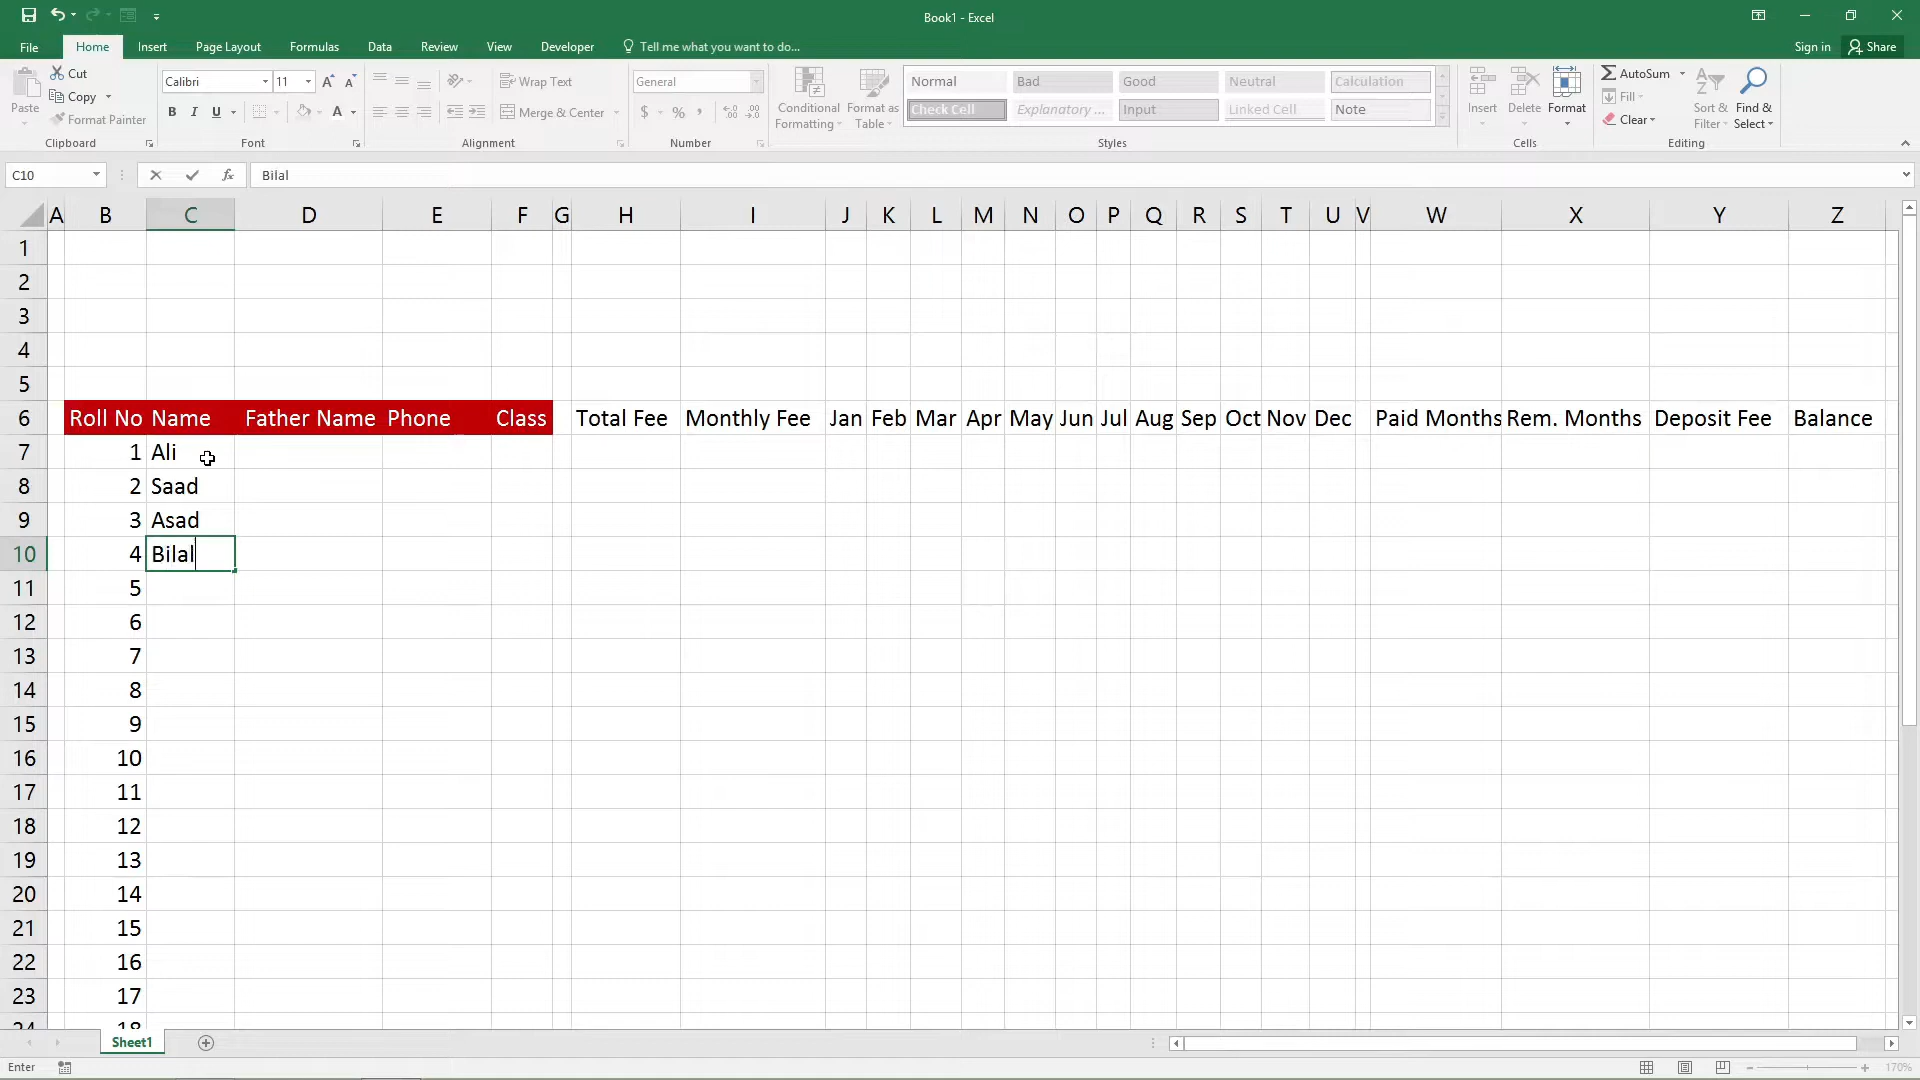 Book1 - Excel
File Home Insert Page Layout Formulas Data Review View Developer Tell me what you want to do... Sign in Share
Paste Cut Copy Format Painter Clipboard
Calibri 11 A A B I U A Font
Wrap Text Merge & Center Alignment
General $ % , Number
Conditional Formatting Format as Table
Normal Bad Good Neutral Calculation
Check Cell Explanatory ... Input Linked Cell Note
Styles
Insert Delete Format Cells
AutoSum Fill Clear Sort & Filter Find & Select Editing
C10 fx Bilal
A B C D E F G H I J K L M N O P Q R S T U V W X Y Z
1
2
3
4
5
6 Roll No Name Father Name Phone Class Total Fee Monthly Fee Jan Feb Mar Apr May Jun Jul Aug Sep Oct Nov Dec Paid Months Rem. Months Deposit Fee Balance
7 1 Ali
8 2 Saad
9 3 Asad
10 4 Bilal
11 5
12 6
13 7
14 8
15 9
16 10
17 11
18 12
19 13
20 14
21 15
22 16
23 17
24 18
Sheet1
Enter 170%